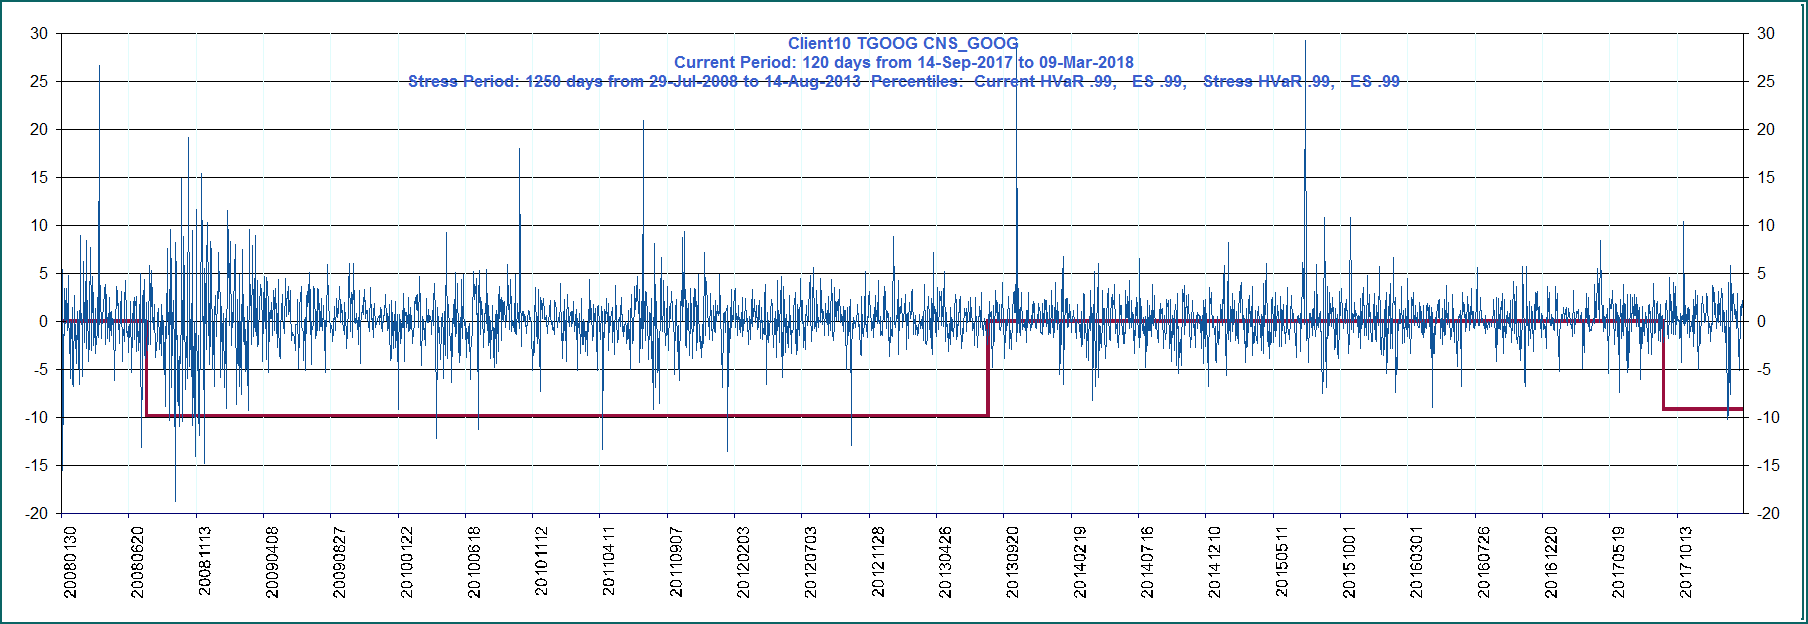 Client10 TGOOG CNS_GOOG
Current Period: 120 days from 14-Sep-2017 to 09-Mar-2018
Stress Period: 1250 days from 29-Jul-2008 to 14-Aug-2013  Percentiles:  Current HVaR .99,   ES .99,   Stress HVaR .99,   ES .99
30 30
25 25
20 20
15 15
10 10
5 5
0 0
-5 -5
-10 -10
-15 -15
-20 -20
20080130 20080620 20081113 20090408 20090827 20100122 20100618 20101112 20110411 20110907 20120203 20120703 20121128 20130426 20130920 20140219 20140716 20141210 20150511 20151001 20160301 20160726 20161220 20170519 20171013